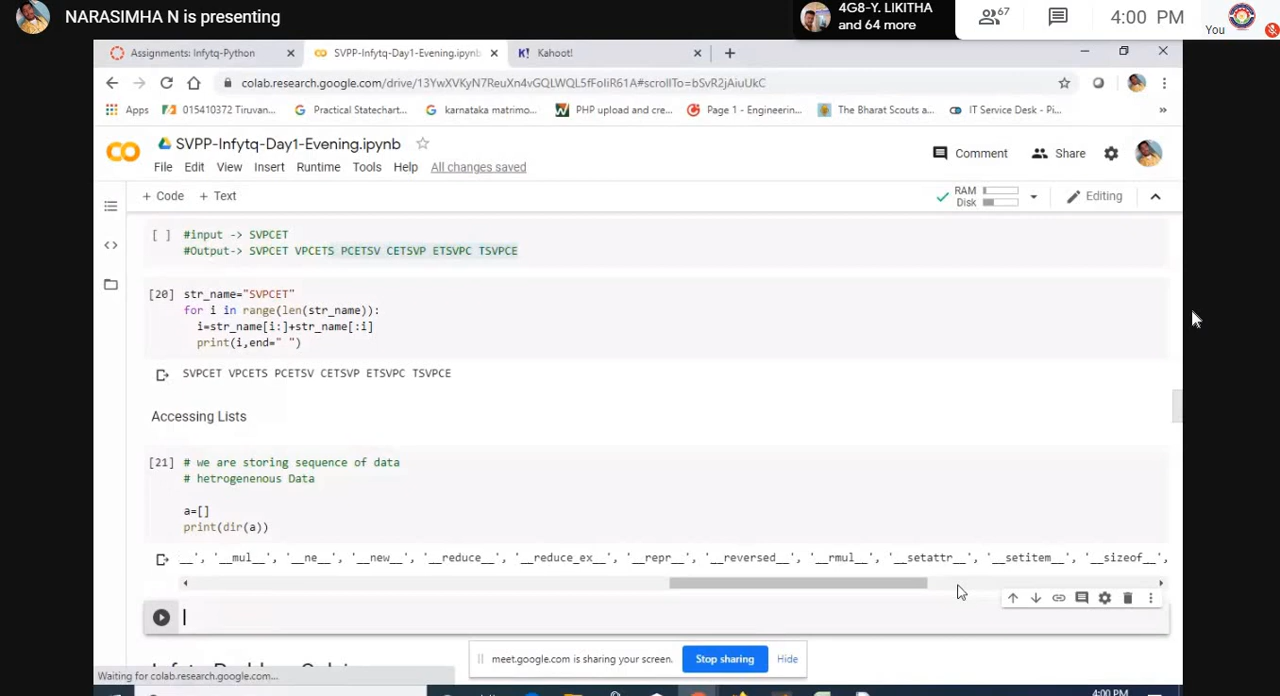 NARASIMHA N is presenting
4G8-Y. LIKITHA
and 64 more
67
4:00 PM
You
Assignments: Infytq-Python
SVPP-Infytq-Day1-Evening.ipynb
Kahoot!
colab.research.google.com/drive/13YwXVKyN7ReuXn4vGQLWQL5fFoIiR61A#scrollTo=bSvR2jAiuUkC
Apps
015410372 Tiruvan...
Practical Statechart...
karnataka matrimo...
PHP upload and cre...
Page 1 - Engineerin...
The Bharat Scouts a...
IT Service Desk - Pi...
SVPP-Infytq-Day1-Evening.ipynb
File Edit View Insert Runtime Tools Help All changes saved
Comment
Share
+ Code + Text
RAM
Disk
Editing
[ ] #input -> SVPCET
#Output-> SVPCET VPCETS PCETSV CETSVP ETSVPC TSVPCE
[20] str_name="SVPCET"
for i in range(len(str_name)):
i=str_name[i:]+str_name[:i]
print(i,end=" ")
SVPCET VPCETS PCETSV CETSVP ETSVPC TSVPCE
Accessing Lists
[21] # we are storing sequence of data
# hetrogenenous Data
a=[]
print(dir(a))
__', '__mul__', '__ne__', '__new__', '__reduce__', '__reduce_ex__', '__repr__', '__reversed__', '__rmul__', '__setattr__', '__setitem__', '__sizeof__',
meet.google.com is sharing your screen.
Stop sharing
Hide
Waiting for colab.research.google.com...
4:00 PM